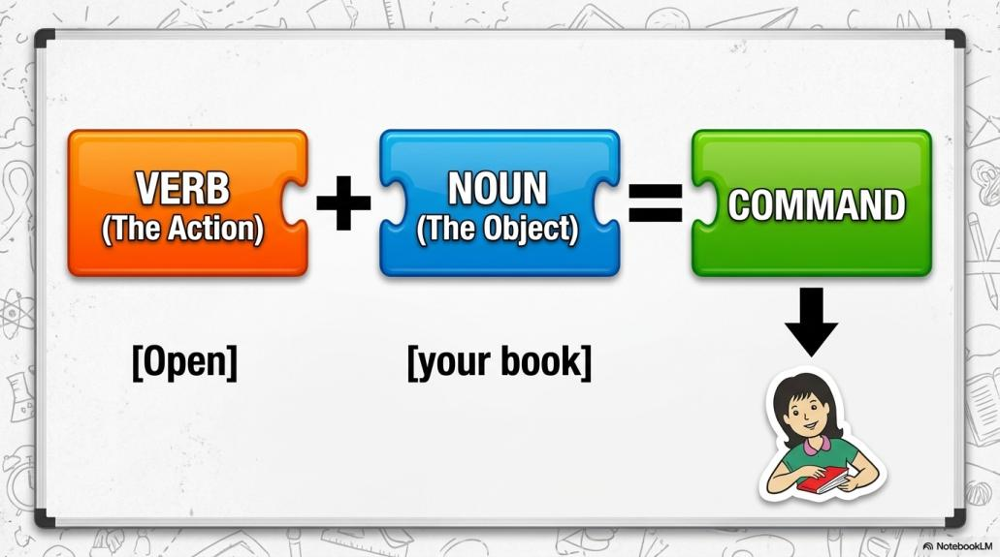 VERB
(The Action)
+
NOUN
(The Object)
=
COMMAND
[Open]
[your book]
NotebookLM